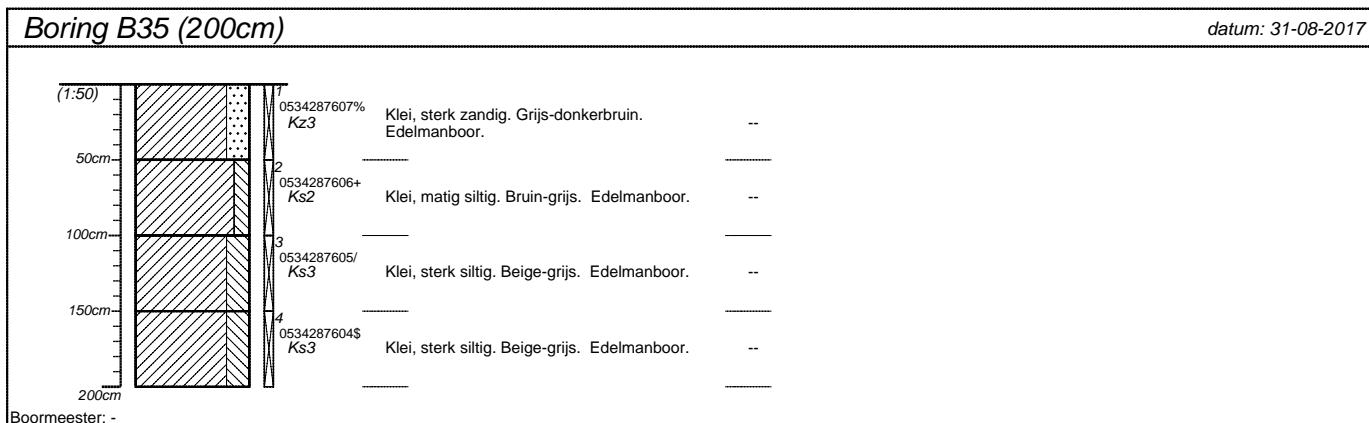 Boring B35 (200cm)
datum: 31-08-2017
(1:50)
1
0534287607%
Kz3
Klei, sterk zandig. Grijs-donkerbruin.
Edelmanboor.
--
50cm
2
0534287606+
Ks2
Klei, matig siltig. Bruin-grijs. Edelmanboor.
--
100cm
3
0534287605/
Ks3
Klei, sterk siltig. Beige-grijs. Edelmanboor.
--
150cm
4
0534287604$
Ks3
Klei, sterk siltig. Beige-grijs. Edelmanboor.
--
200cm
Boormeester: -